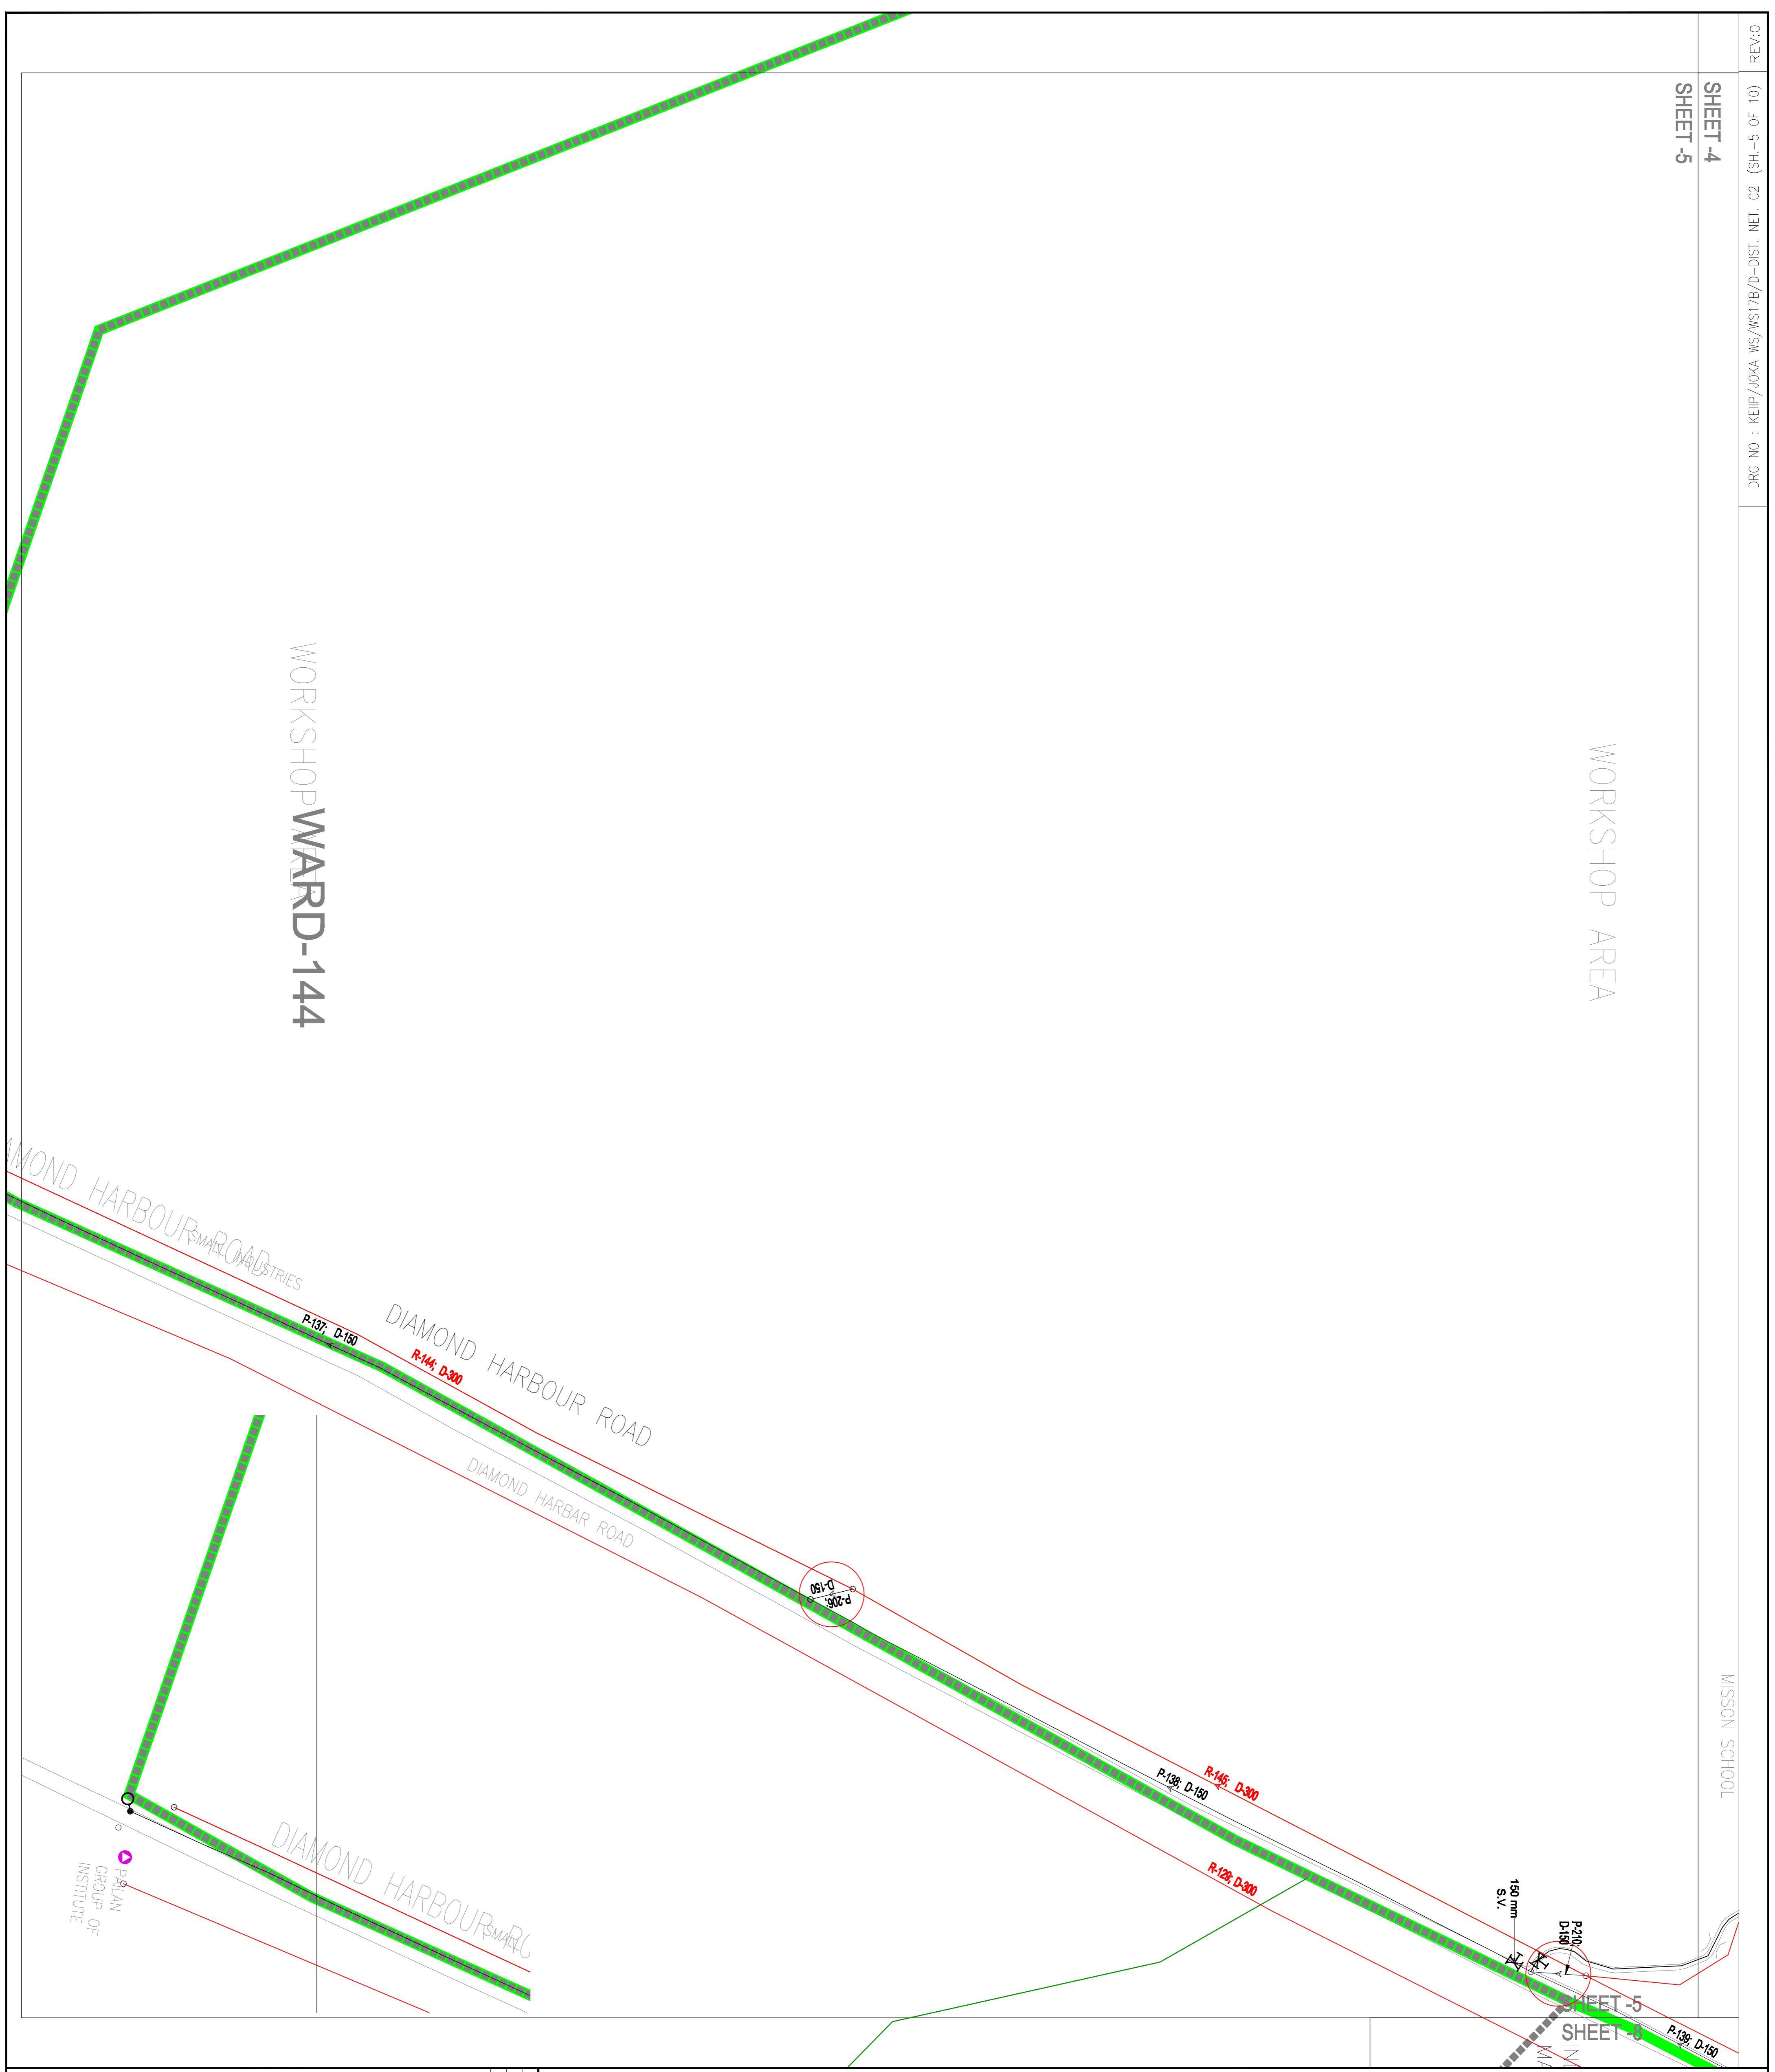 REV:0
DRG NO : KEIIP/JOKA WS/WS17B/D-DIST. NET. C2 (SH.-5 OF 10)
SHEET -4
SHEET -5
WORKSHOP AREA
WORKSHOP AREA
WARD-144
MISSON SCHOOL
DIAMOND HARBOUR ROAD
SMALL INDUSTRIES
P-137; D-150
R-144; D-300
DIAMOND HARBOUR ROAD
DIAMOND HARBAR ROAD
P-206;
D-150
P-138; D-150
R-145; D-300
R-129; D-300
150 mm
S.V.
P-210;
D-150
SHEET -5
SHEET -8
P-139; D-150
DIAMOND HARBOUR
SMALL
PAILAN
GROUP OF
INSTITUTE